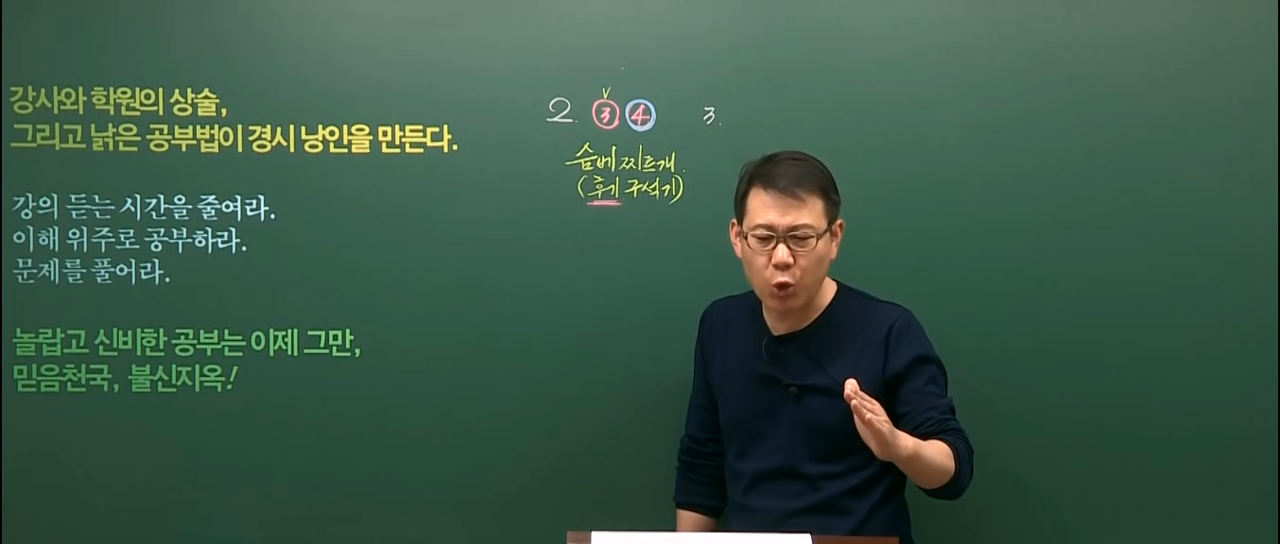 강사와 학원의 상술,
그리고 낡은 공부법이 경시 낭인을 만든다.
강의 듣는 시간을 줄여라.
이해 위주로 공부하라.
문제를 풀어라.
놀랍고 신비한 공부는 이제 그만,
믿음천국, 불신지옥!
2. ③ ④ 3.
슴베 찌르개.
(후기 구석기)